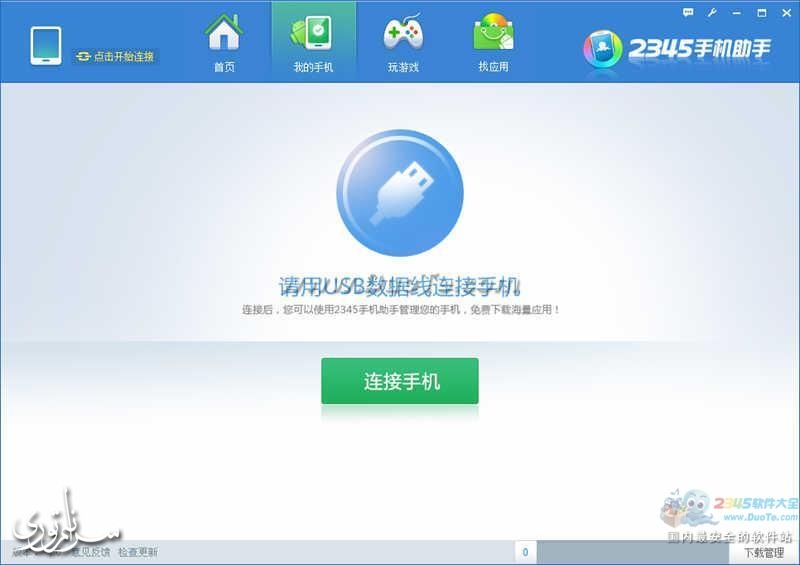 点击开始连接
首页
我的手机
玩游戏
找应用
2345手机助手
请用USB数据线连接手机
连接后，您可以使用2345手机助手管理您的手机，免费下载海量应用！
连接手机
2345软件大全
www.DuoTe.com
国内最安全的软件站
意见反馈 检查更新
0
下载管理